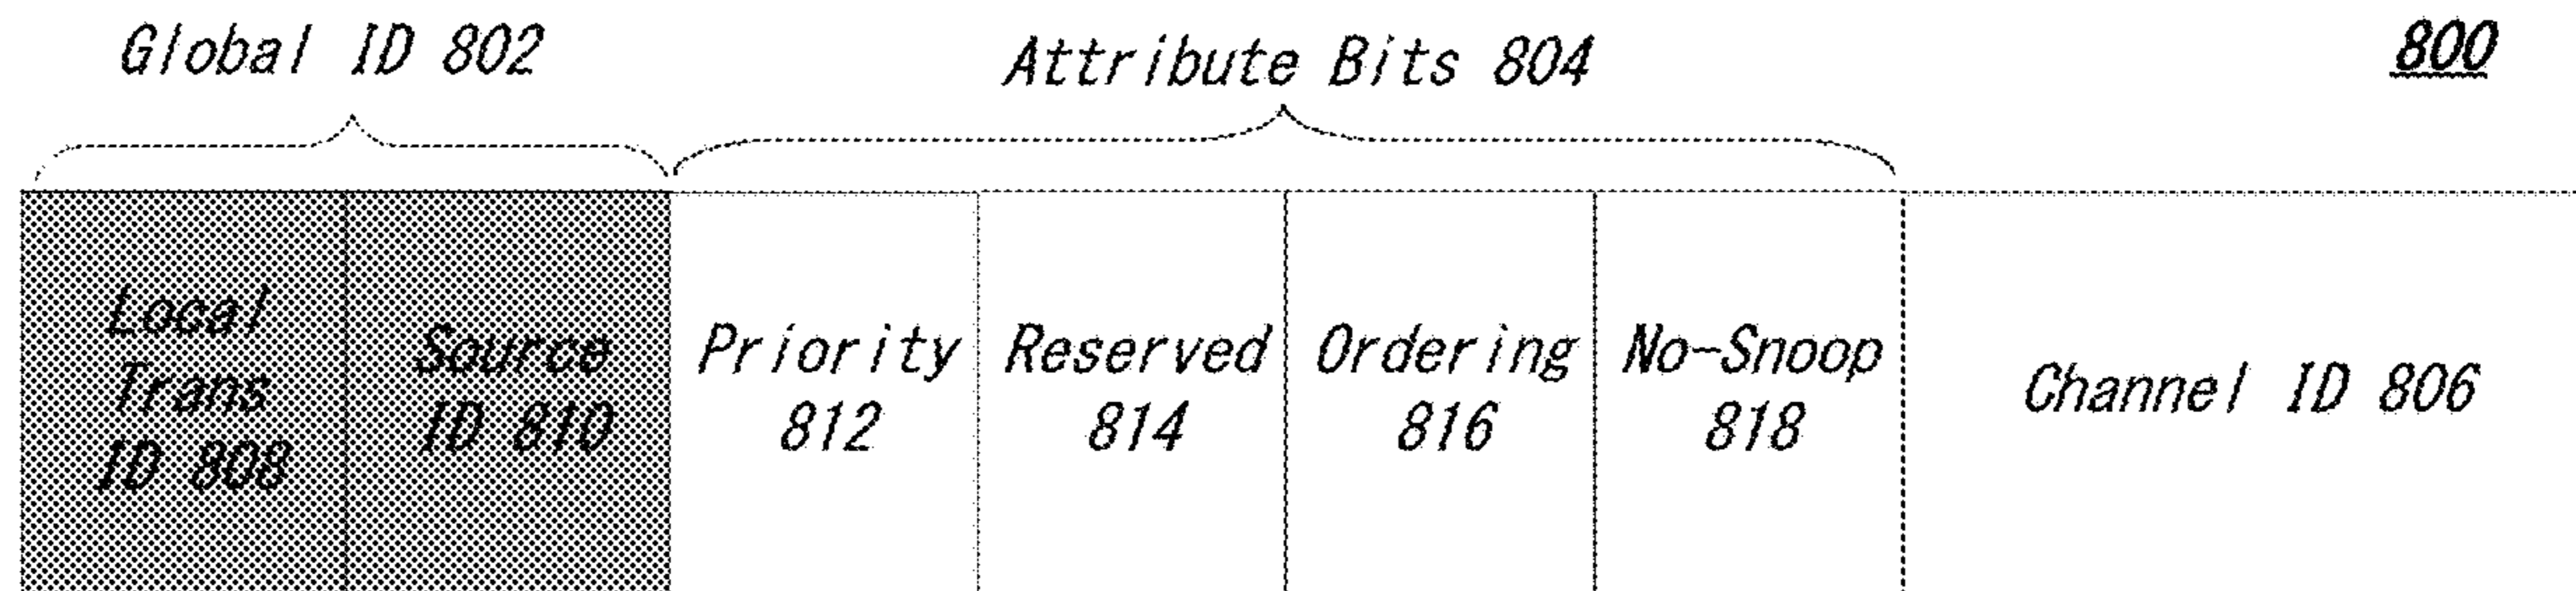 Global ID 802
Attribute Bits 804
800
Local
Trans
ID 808
Source
ID 810
Priority
812
Reserved
814
Ordering
816
No-Snoop
818
Channel ID 806